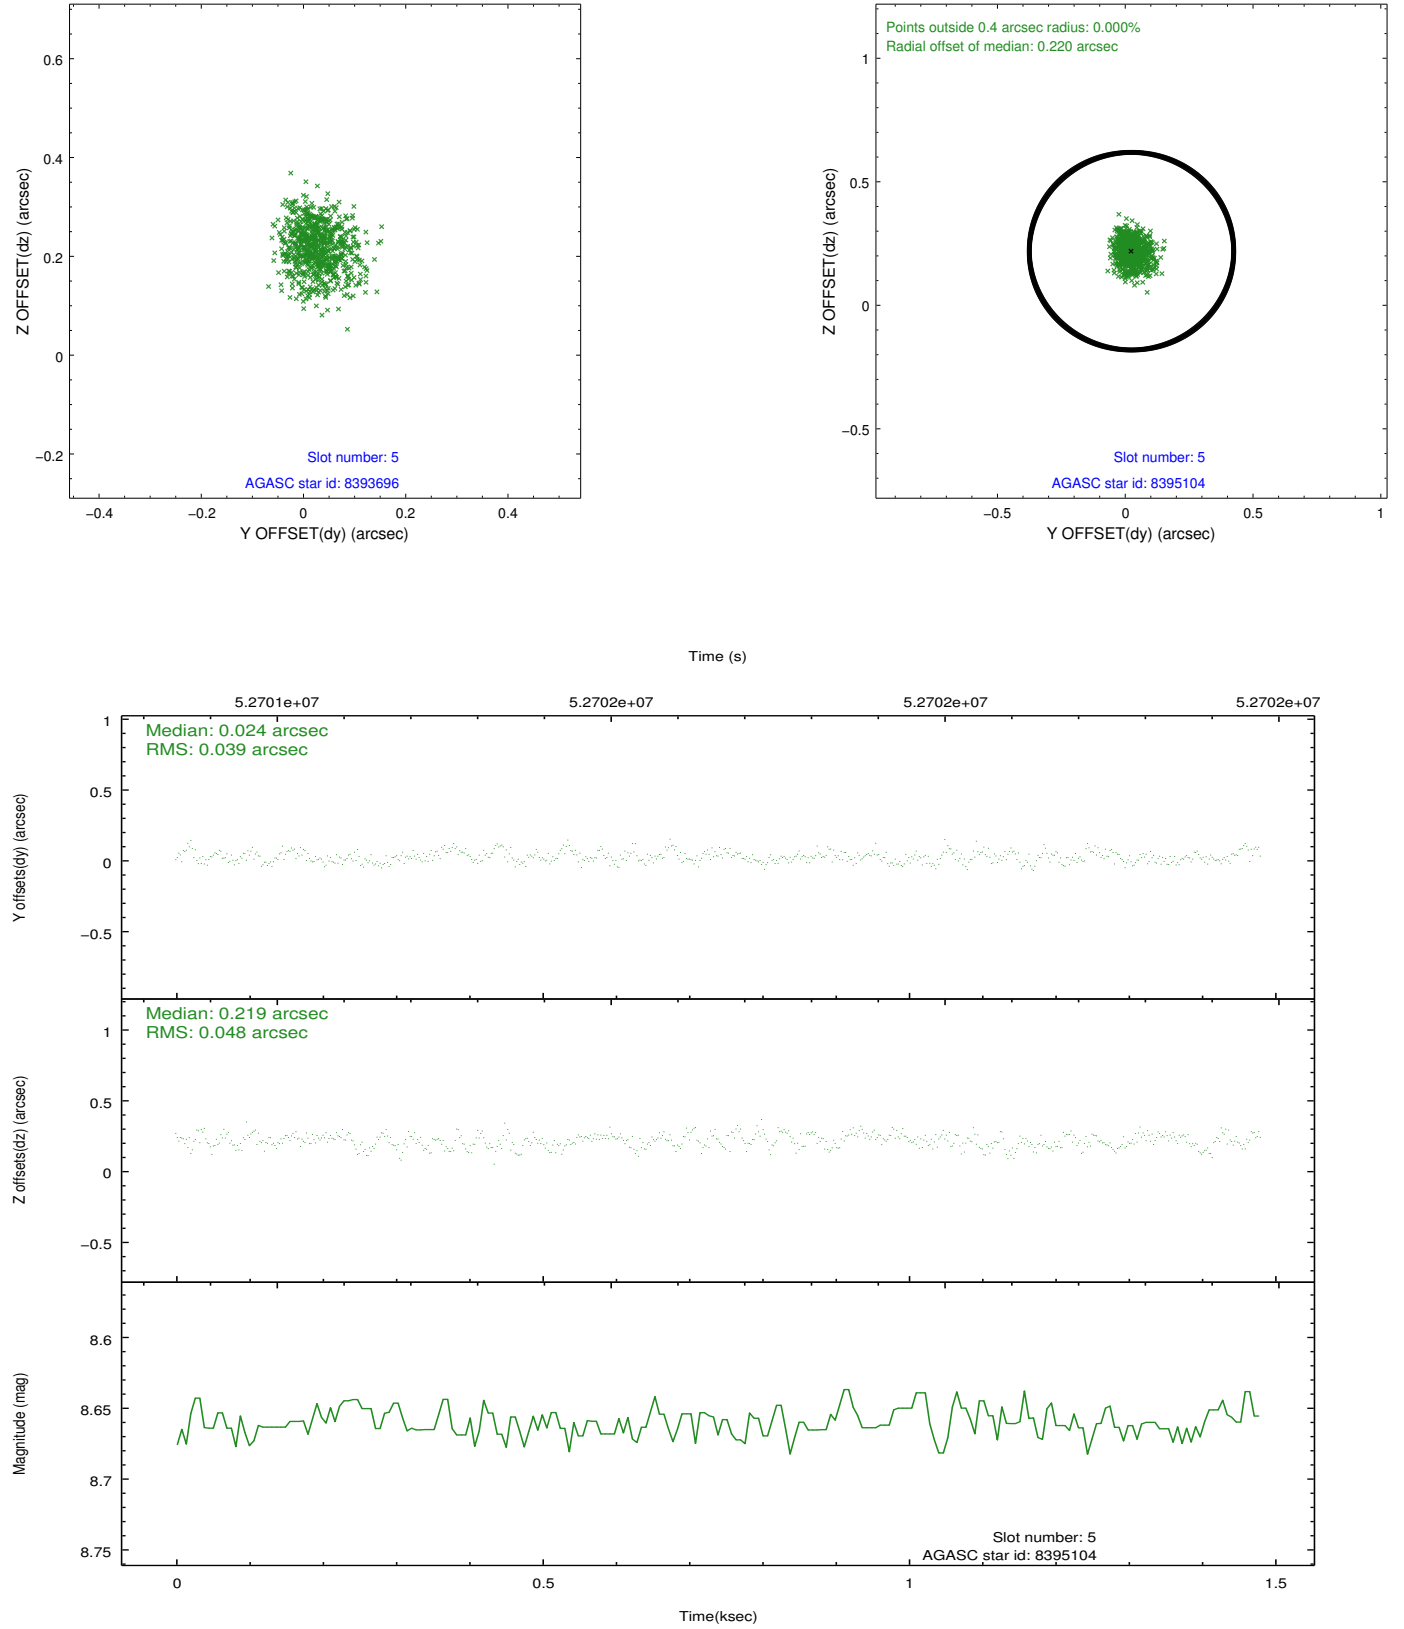 0.6
0.4
0.2
0
−0.2
Z OFFSET(dz) (arcsec)
Slot number: 5
AGASC star id: 8393696
−0.4 −0.2 0 0.2 0.4
Y OFFSET(dy) (arcsec)
Points outside 0.4 arcsec radius: 0.000%
Radial offset of median: 0.220 arcsec
1
0.5
0
−0.5
Z OFFSET(dz) (arcsec)
Slot number: 5
AGASC star id: 8395104
−0.5 0 0.5 1
Y OFFSET(dy) (arcsec)
Time (s)
5.2701e+07 5.2702e+07 5.2702e+07 5.2702e+07
Median: 0.024 arcsec
RMS: 0.039 arcsec
1
0.5
0
−0.5
Y offsets(dy) (arcsec)
Median: 0.219 arcsec
RMS: 0.048 arcsec
1
0.5
0
−0.5
Z offsets(dz) (arcsec)
8.6
8.65
8.7
8.75
Magnitude (mag)
Slot number: 5
AGASC star id: 8395104
0 0.5 1 1.5
Time(ksec)